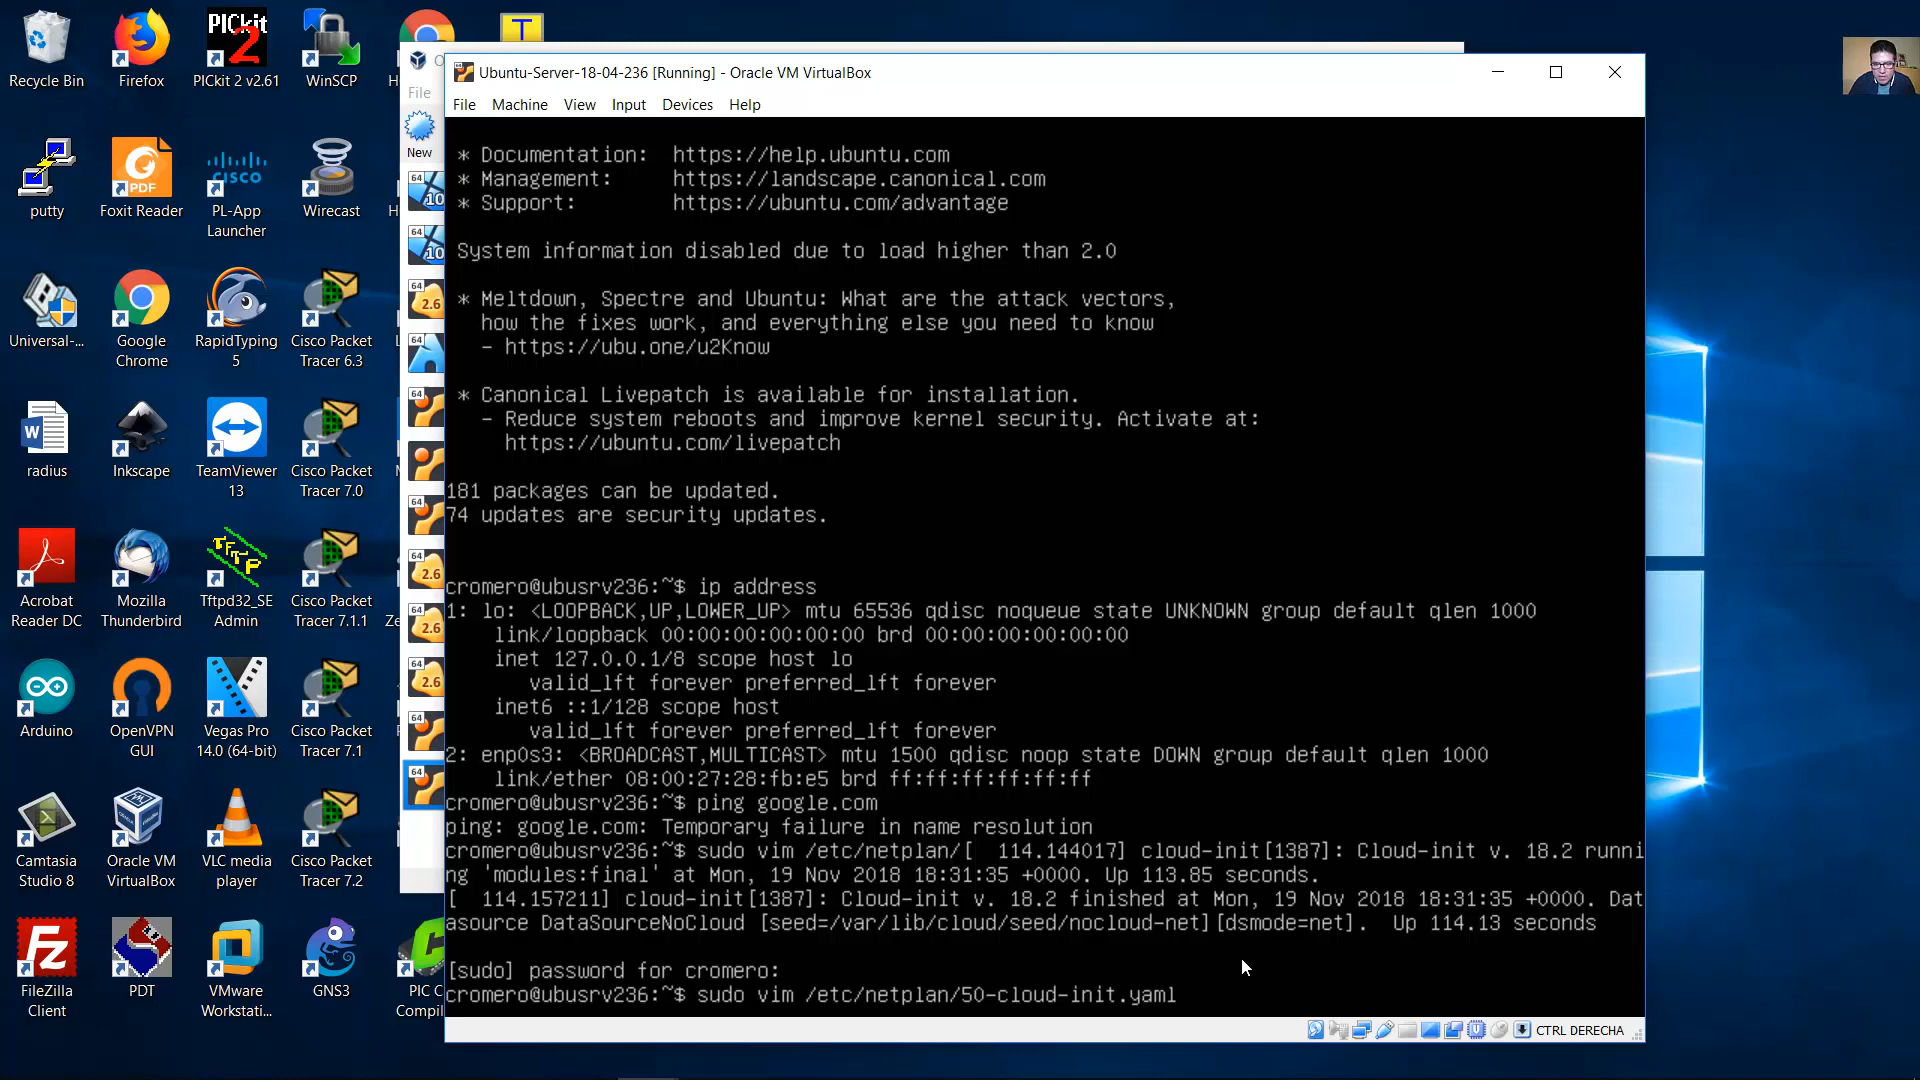 Recycle Bin
Firefox
PICkit 2 v2.61
WinSCP
putty
Foxit Reader
PL-App
Launcher
Wirecast
Universal-...
Google
Chrome
RapidTyping
5
Cisco Packet
Tracer 6.3
radius
Inkscape
TeamViewer
13
Cisco Packet
Tracer 7.0
Acrobat
Reader DC
Mozilla
Thunderbird
Tftpd32_SE
Admin
Cisco Packet
Tracer 7.1.1
Arduino
OpenVPN
GUI
Vegas Pro
14.0 (64-bit)
Cisco Packet
Tracer 7.1
Camtasia
Studio 8
Oracle VM
VirtualBox
VLC media
player
Cisco Packet
Tracer 7.2
FileZilla
Client
PDT
VMware
Workstati...
GNS3
PIC C
Compil
File
New
Ubuntu-Server-18-04-236 [Running] - Oracle VM VirtualBox
File Machine View Input Devices Help
* Documentation: https://help.ubuntu.com
* Management: https://landscape.canonical.com
* Support: https://ubuntu.com/advantage
System information disabled due to load higher than 2.0
* Meltdown, Spectre and Ubuntu: What are the attack vectors,
how the fixes work, and everything else you need to know
- https://ubu.one/u2Know
* Canonical Livepatch is available for installation.
- Reduce system reboots and improve kernel security. Activate at:
https://ubuntu.com/livepatch
181 packages can be updated.
74 updates are security updates.
cromero@ubusrv236:~$ ip address
1: lo: <LOOPBACK,UP,LOWER_UP> mtu 65536 qdisc noqueue state UNKNOWN group default qlen 1000
link/loopback 00:00:00:00:00:00 brd 00:00:00:00:00:00
inet 127.0.0.1/8 scope host lo
valid_lft forever preferred_lft forever
inet6 ::1/128 scope host
valid_lft forever preferred_lft forever
2: enp0s3: <BROADCAST,MULTICAST> mtu 1500 qdisc noop state DOWN group default qlen 1000
link/ether 08:00:27:28:fb:e5 brd ff:ff:ff:ff:ff:ff
cromero@ubusrv236:~$ ping google.com
ping: google.com: Temporary failure in name resolution
cromero@ubusrv236:~$ sudo vim /etc/netplan/[ 114.144017] cloud-init[1387]: Cloud-init v. 18.2 runni
ng 'modules:final' at Mon, 19 Nov 2018 18:31:35 +0000. Up 113.85 seconds.
[ 114.157211] cloud-init[1387]: Cloud-init v. 18.2 finished at Mon, 19 Nov 2018 18:31:35 +0000. Dat
asource DataSourceNoCloud [seed=/var/lib/cloud/seed/nocloud-net][dsmode=net]. Up 114.13 seconds
[sudo] password for cromero:
cromero@ubusrv236:~$ sudo vim /etc/netplan/50-cloud-init.yaml
CTRL DERECHA